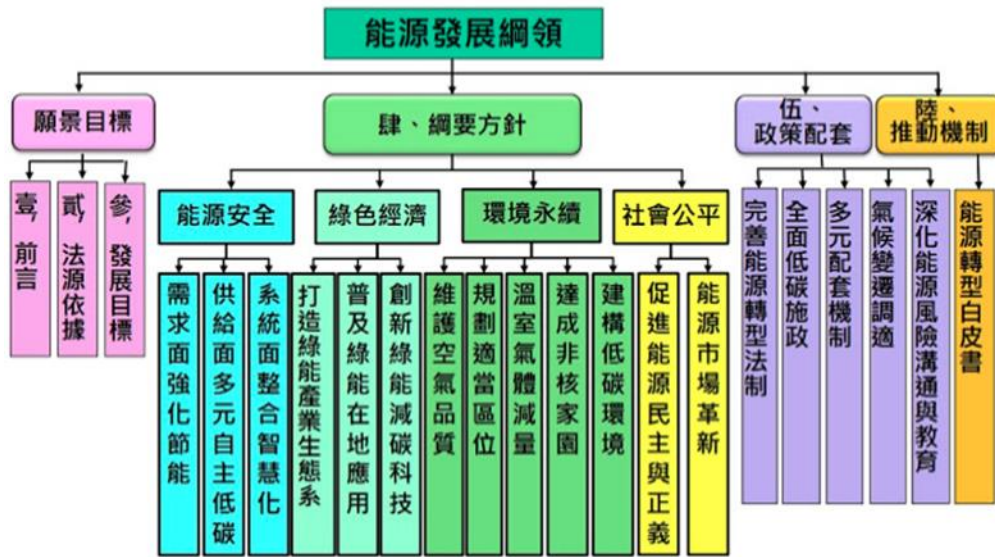 能源發展綱領
願景目標
肆、綱要方針
伍、
政策配套
陸、
推動機制
壹, 前言
貳, 法源依據
參, 發展目標
能源安全
綠色經濟
環境永續
社會公平
需求面強化節能
供給面多元自主低碳
系統面整合智慧化
打造綠能產業生態系
普及綠能在地應用
創新綠能減碳科技
維護空氣品質
規劃適當區位
溫室氣體減量
達成非核家園
建構低碳環境
促進能源民主與正義
能源市場革新
完善能源轉型法制
全面低碳施政
多元配套機制
氣候變遷調適
深化能源風險溝通與教育
能源轉型白皮書